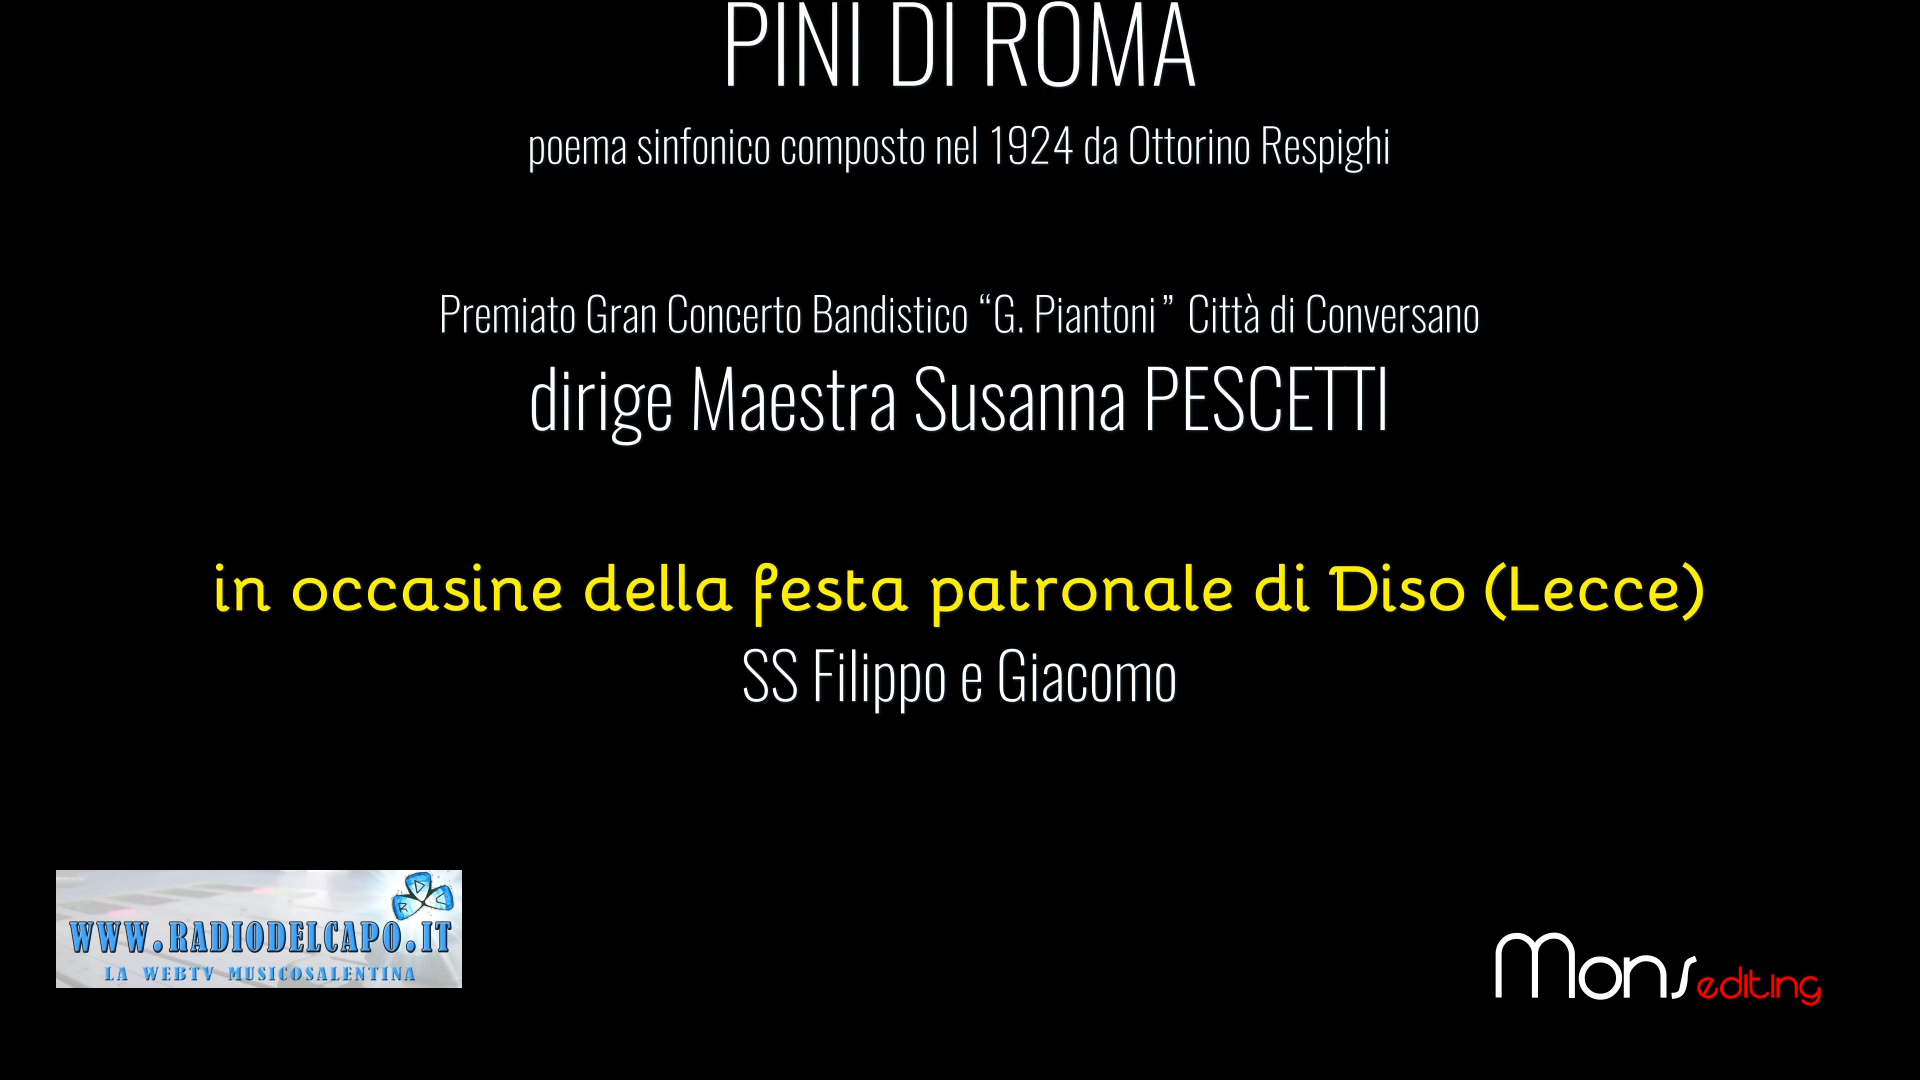 PINI DI ROMA
poema sinfonico composto nel 1924 da Ottorino Respighi
Premiato Gran Concerto Bandistico “G. Piantoni” Città di Conversano
dirige Maestra Susanna PESCETTI
in occasine della festa patronale di Diso (Lecce)
SS Filippo e Giacomo
R D C
WWW.RADIODELCAPO.IT
LA WEBTV MUSICOSALENTINA
Mons editing